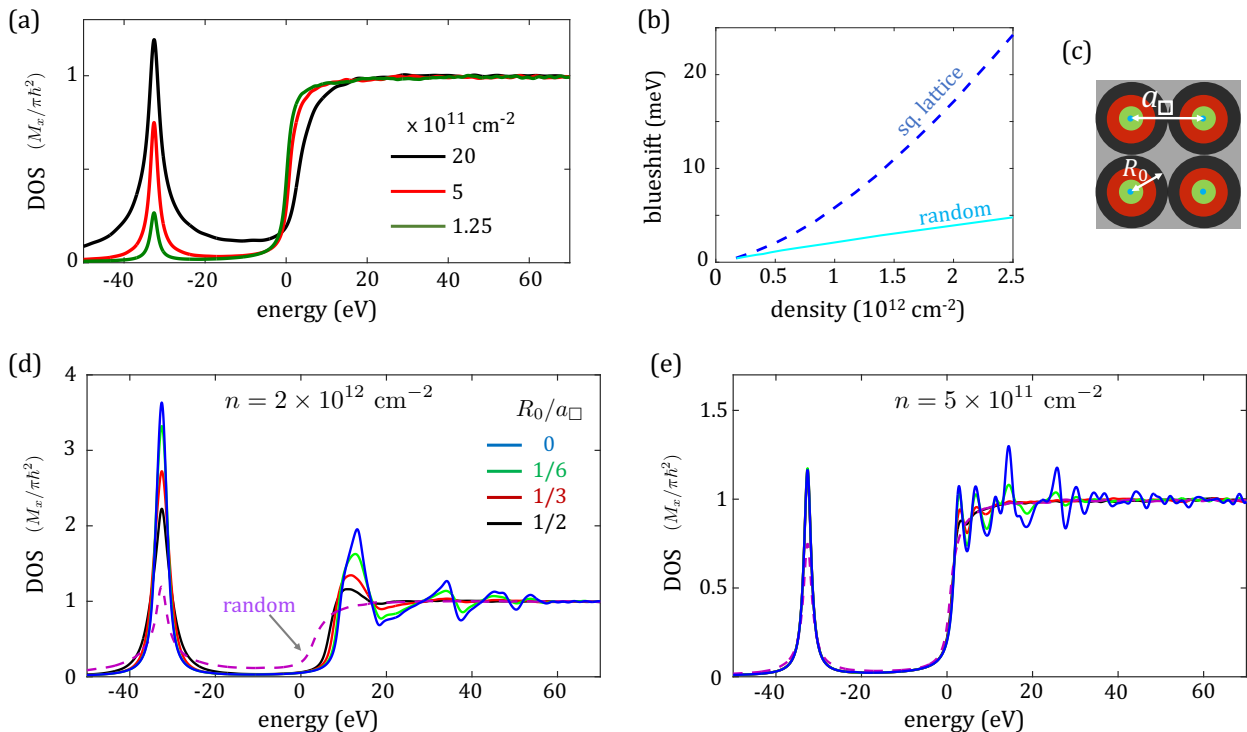 (a)
DOS (M_x/πħ²)
1
0
× 10¹¹ cm⁻²
20
5
1.25
-40 -20 0 20 40 60
energy (eV)
(b)
blueshift (meV)
20
10
0
sq. lattice
random
0 0.5 1 1.5 2 2.5
density (10¹² cm⁻²)
(c)
a□
R₀
(d)
DOS (M_x/πħ²)
4
3
2
1
0
n = 2 × 10¹² cm⁻²
R₀/a□
0
1/6
1/3
1/2
random
-40 -20 0 20 40 60
energy (eV)
(e)
DOS (M_x/πħ²)
1.5
1
0.5
0
n = 5 × 10¹¹ cm⁻²
-40 -20 0 20 40 60
energy (eV)